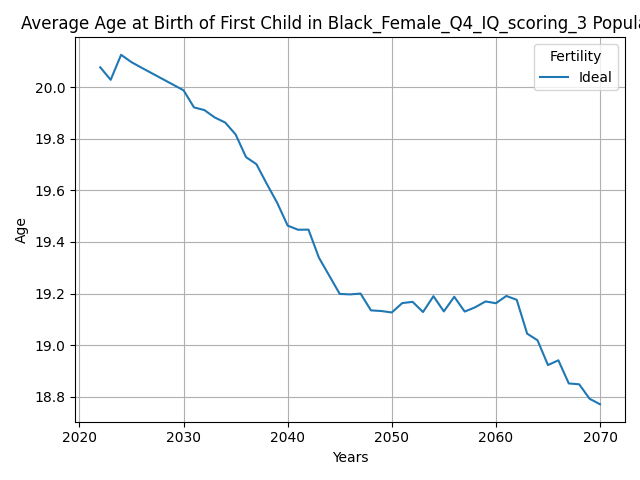 Average Age at Birth of First Child in Black_Female_Q4_IQ_scoring_3 Popula
Fertility
Ideal
20.0
19.8
19.6
19.4
19.2
19.0
18.8
Age
2020 2030 2040 2050 2060 2070
Years